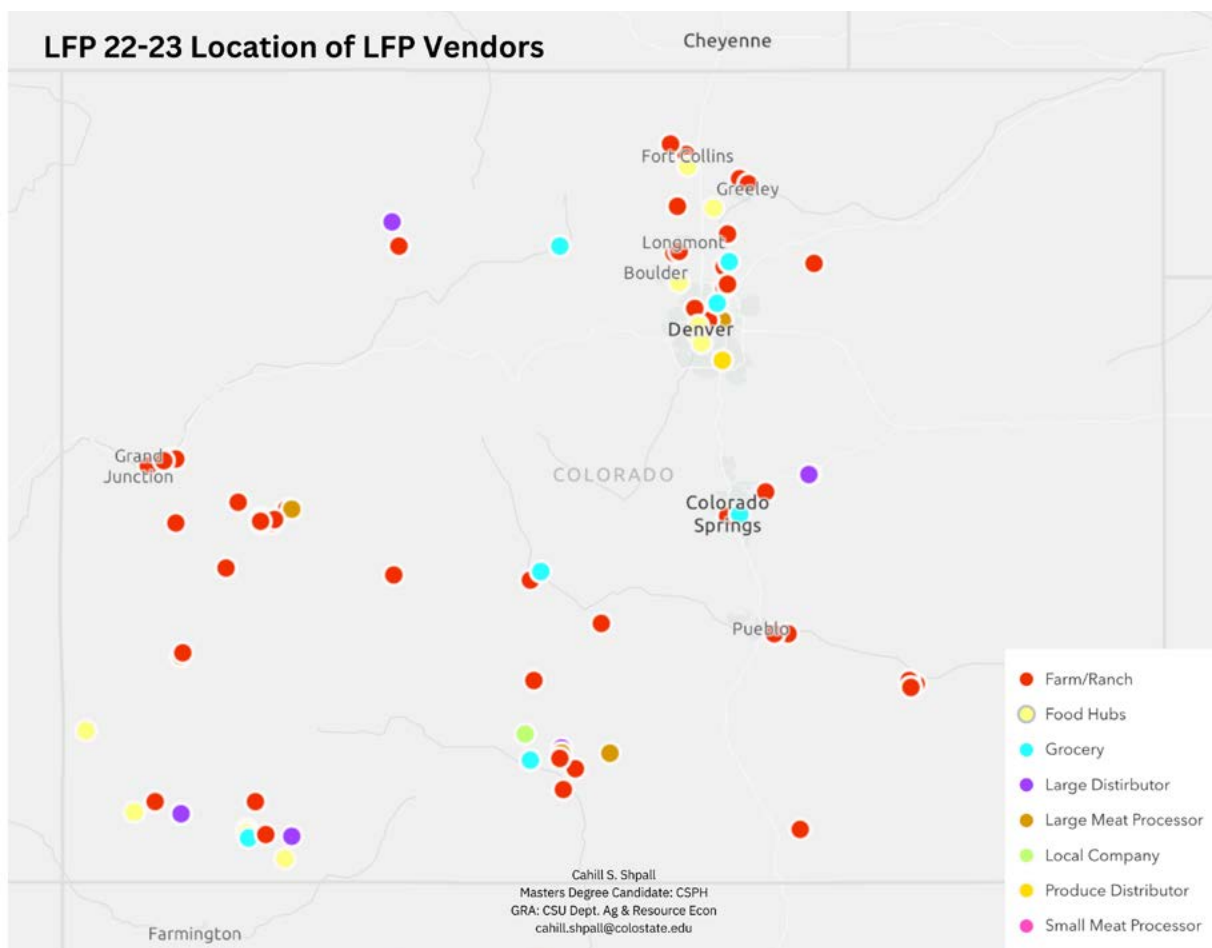 LFP 22-23 Location of LFP Vendors
Cheyenne
Fort Collins
Greeley
Longmont
Boulder
Denver
Grand
Junction
COLORADO
Colorado
Springs
Pueblo
Farm/Ranch
Food Hubs
Grocery
Large Distirbutor
Large Meat Processor
Local Company
Produce Distributor
Small Meat Processor
Cahill S. Shpall
Masters Degree Candidate: CSPH
GRA: CSU Dept. Ag & Resource Econ
cahill.shpall@colostate.edu
Farmington